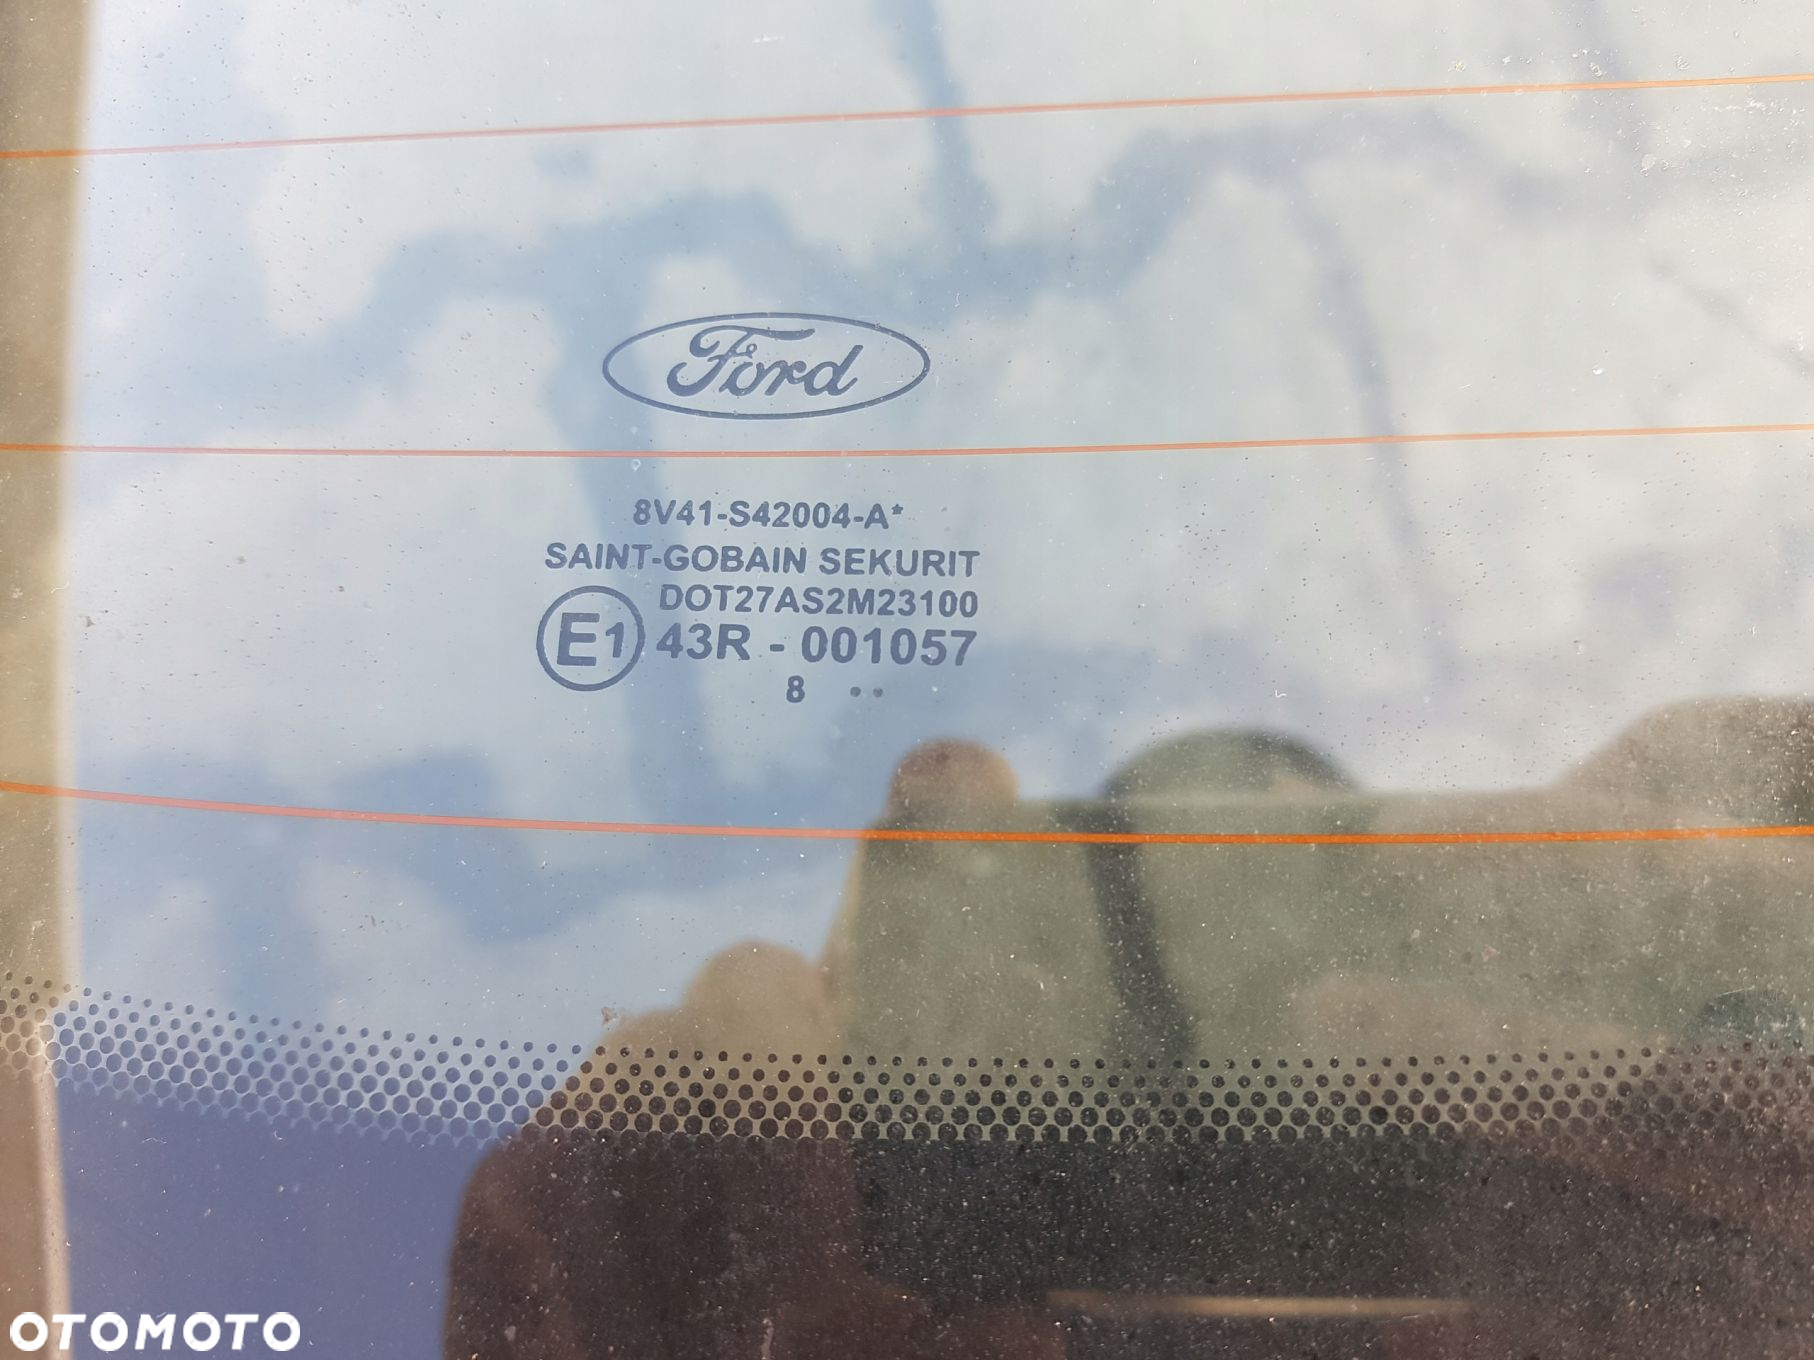 Ford
8V41-S42004-A*
SAINT-GOBAIN SEKURIT
DOT27AS2M23100
E1 43R - 001057
8 ..
OTOMOTO